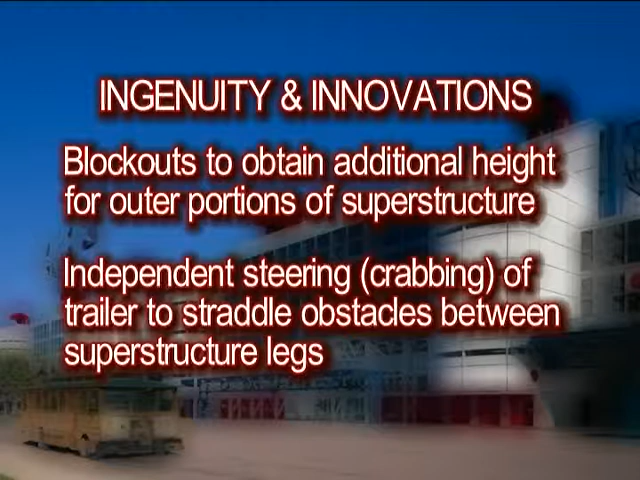 INGENUITY & INNOVATIONS
Blockouts to obtain additional height
for outer portions of superstructure
Independent steering (crabbing) of
trailer to straddle obstacles between
superstructure legs